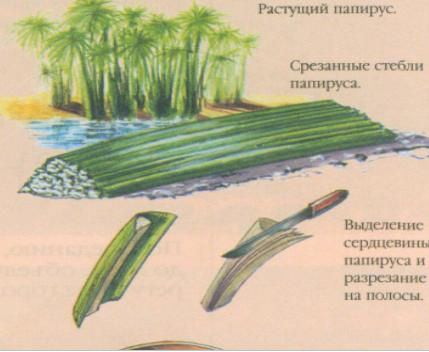 Растущий папирус.
Срезанные стебли
папируса.
Выделение
сердцевины
папируса и
разрезание
на полосы.